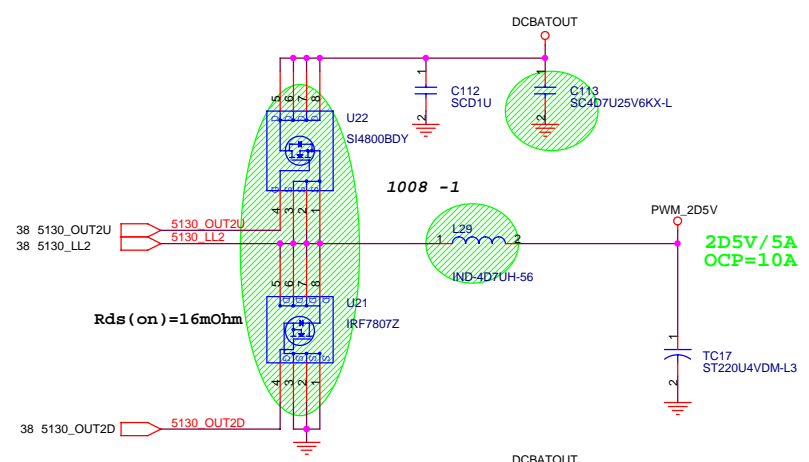 DCBATOUT
5 6 7 8
D D D D
U22
SI4800BDY
G S S S
4 3 2 1
1 2
C112
SCD1U
1 2
C113
SC4D7U25V6KX-L
1008 -1
38 5130_OUT2U 5130_OUT2U
38 5130_LL2 5130_LL2
1 L29 2
IND-4D7UH-56
PWM_2D5V
2D5V/5A
OCP=10A
5 6 7 8
D D D D
U21
IRF7807Z
Rds(on)=16mOhm
G S S S
4 3 2 1
1 2
TC17
ST220U4VDM-L3
38 5130_OUT2D 5130_OUT2D
DCBATOUT